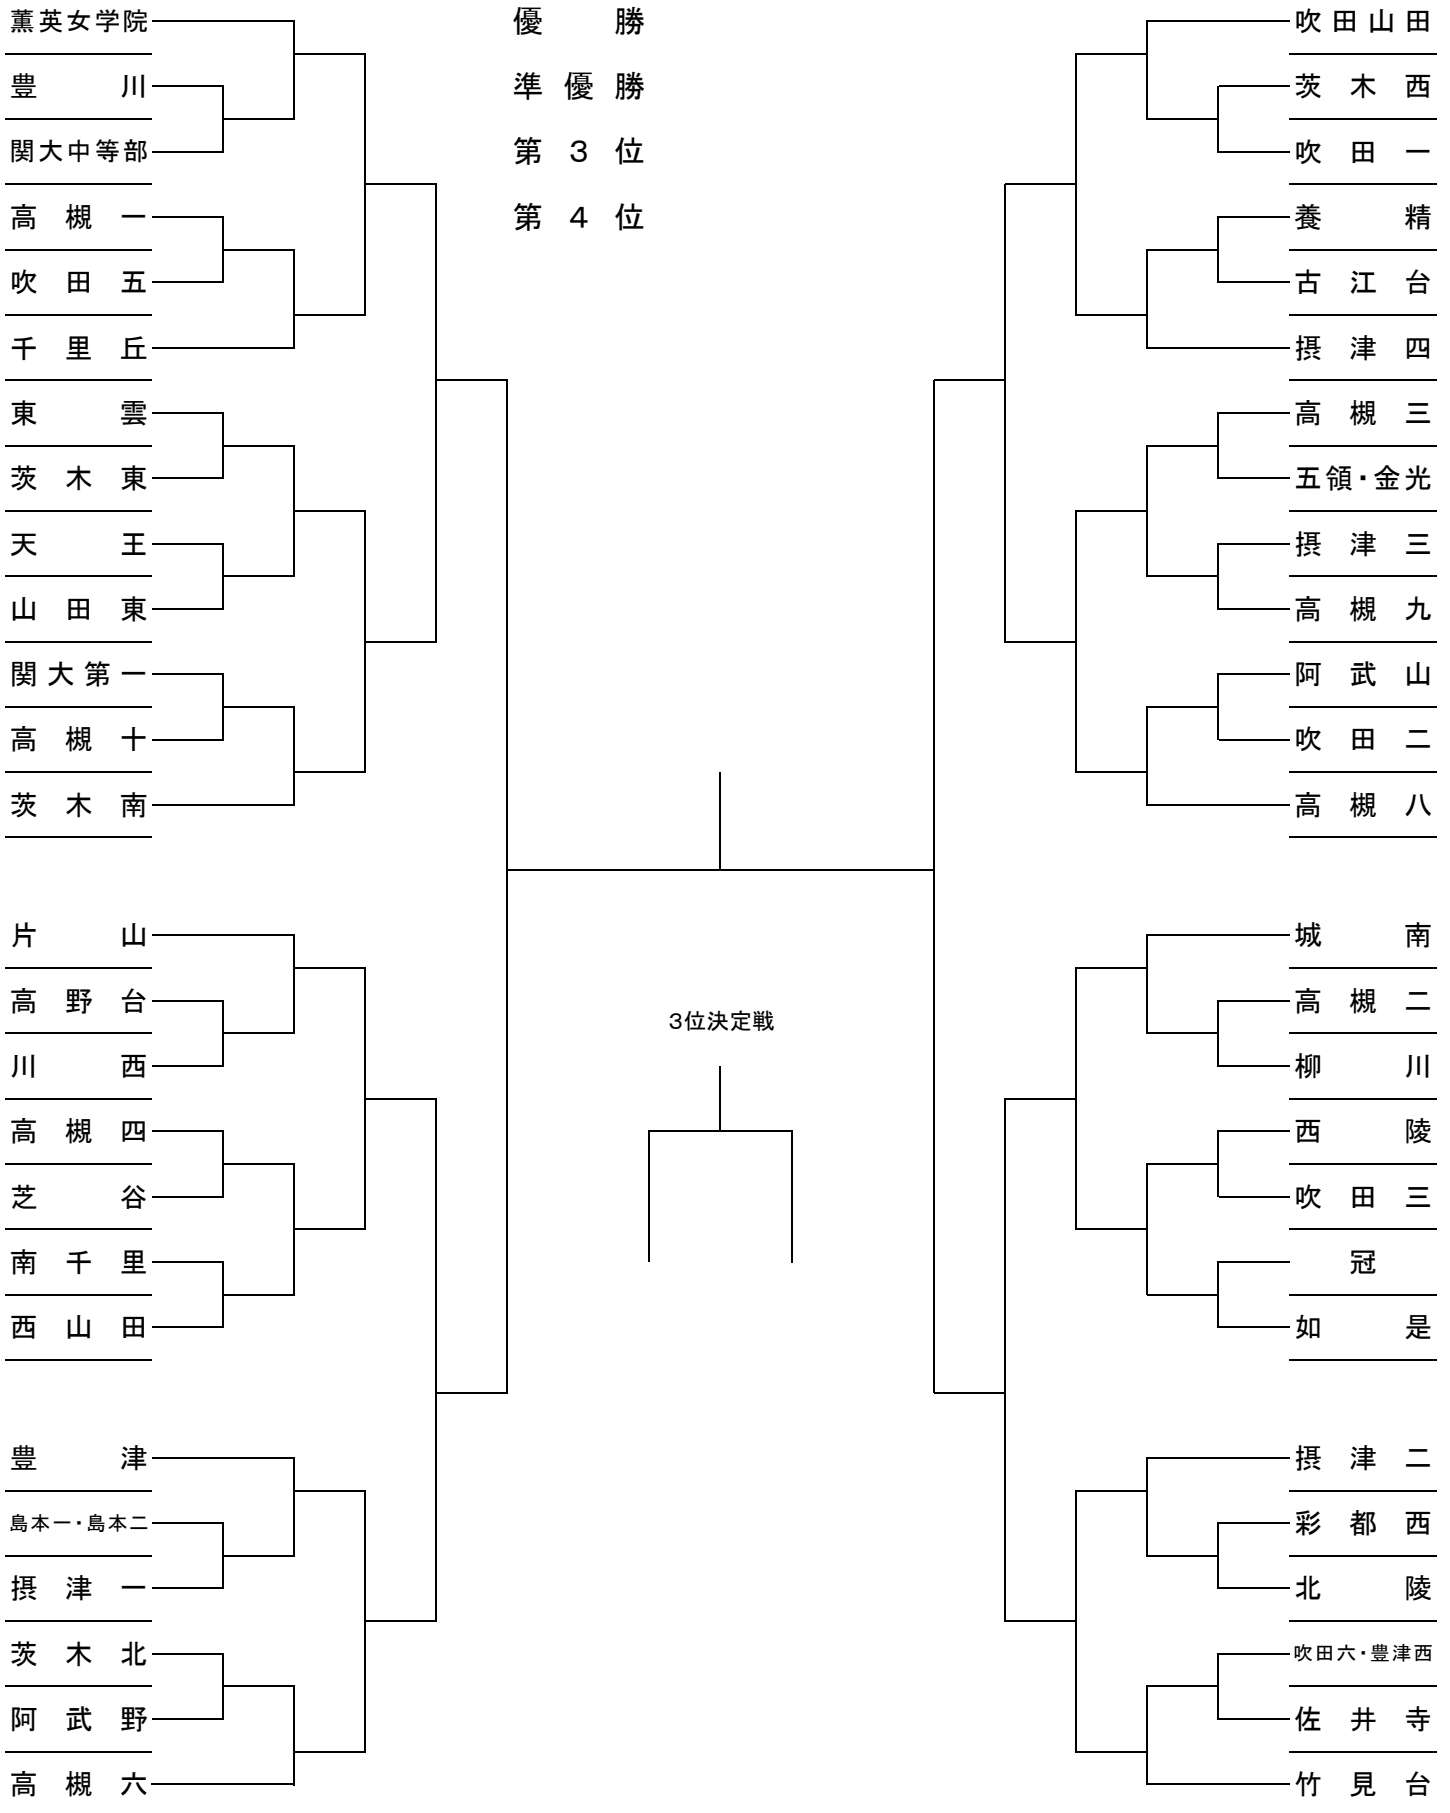 薫英女学院
豊川
関大中等部
高槻一
吹田五
千里丘
東雲
茨木東
天王
山田東
関大第一
高槻十
茨木南
片山
高野台
川西
高槻四
芝谷
南千里
西山田
豊津
島本一・島本二
摂津一
茨木北
阿武野
高槻六
優勝
準優勝
第3位
第4位
3位決定戦
吹田山田
茨木西
吹田一
養精
古江台
摂津四
高槻三
五領・金光
摂津三
高槻九
阿武山
吹田二
高槻八
城南
高槻二
柳川
西陵
吹田三
冠
如是
摂津二
彩都西
北陵
吹田六・豊津西
佐井寺
竹見台